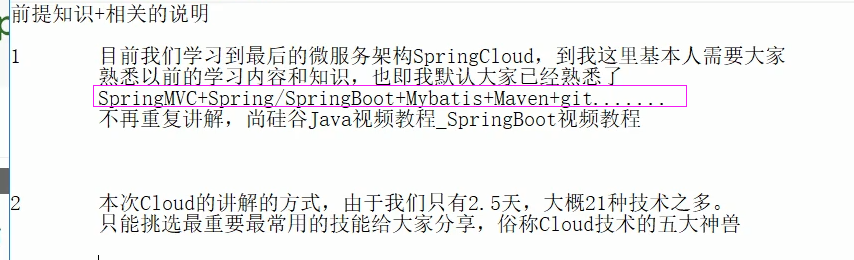 前提知识+相关的说明
1 目前我们学习到最后的微服务架构SpringCloud，到我这里基本人需要大家
熟悉以前的学习内容和知识，也即我默认大家已经熟悉了
SpringMVC+Spring/SpringBoot+Mybatis+Maven+git.......
不再重复讲解，尚硅谷Java视频教程_SpringBoot视频教程
2 本次Cloud的讲解的方式，由于我们只有2.5天，大概21种技术之多。
只能挑选最重要最常用的技能给大家分享，俗称Cloud技术的五大神兽